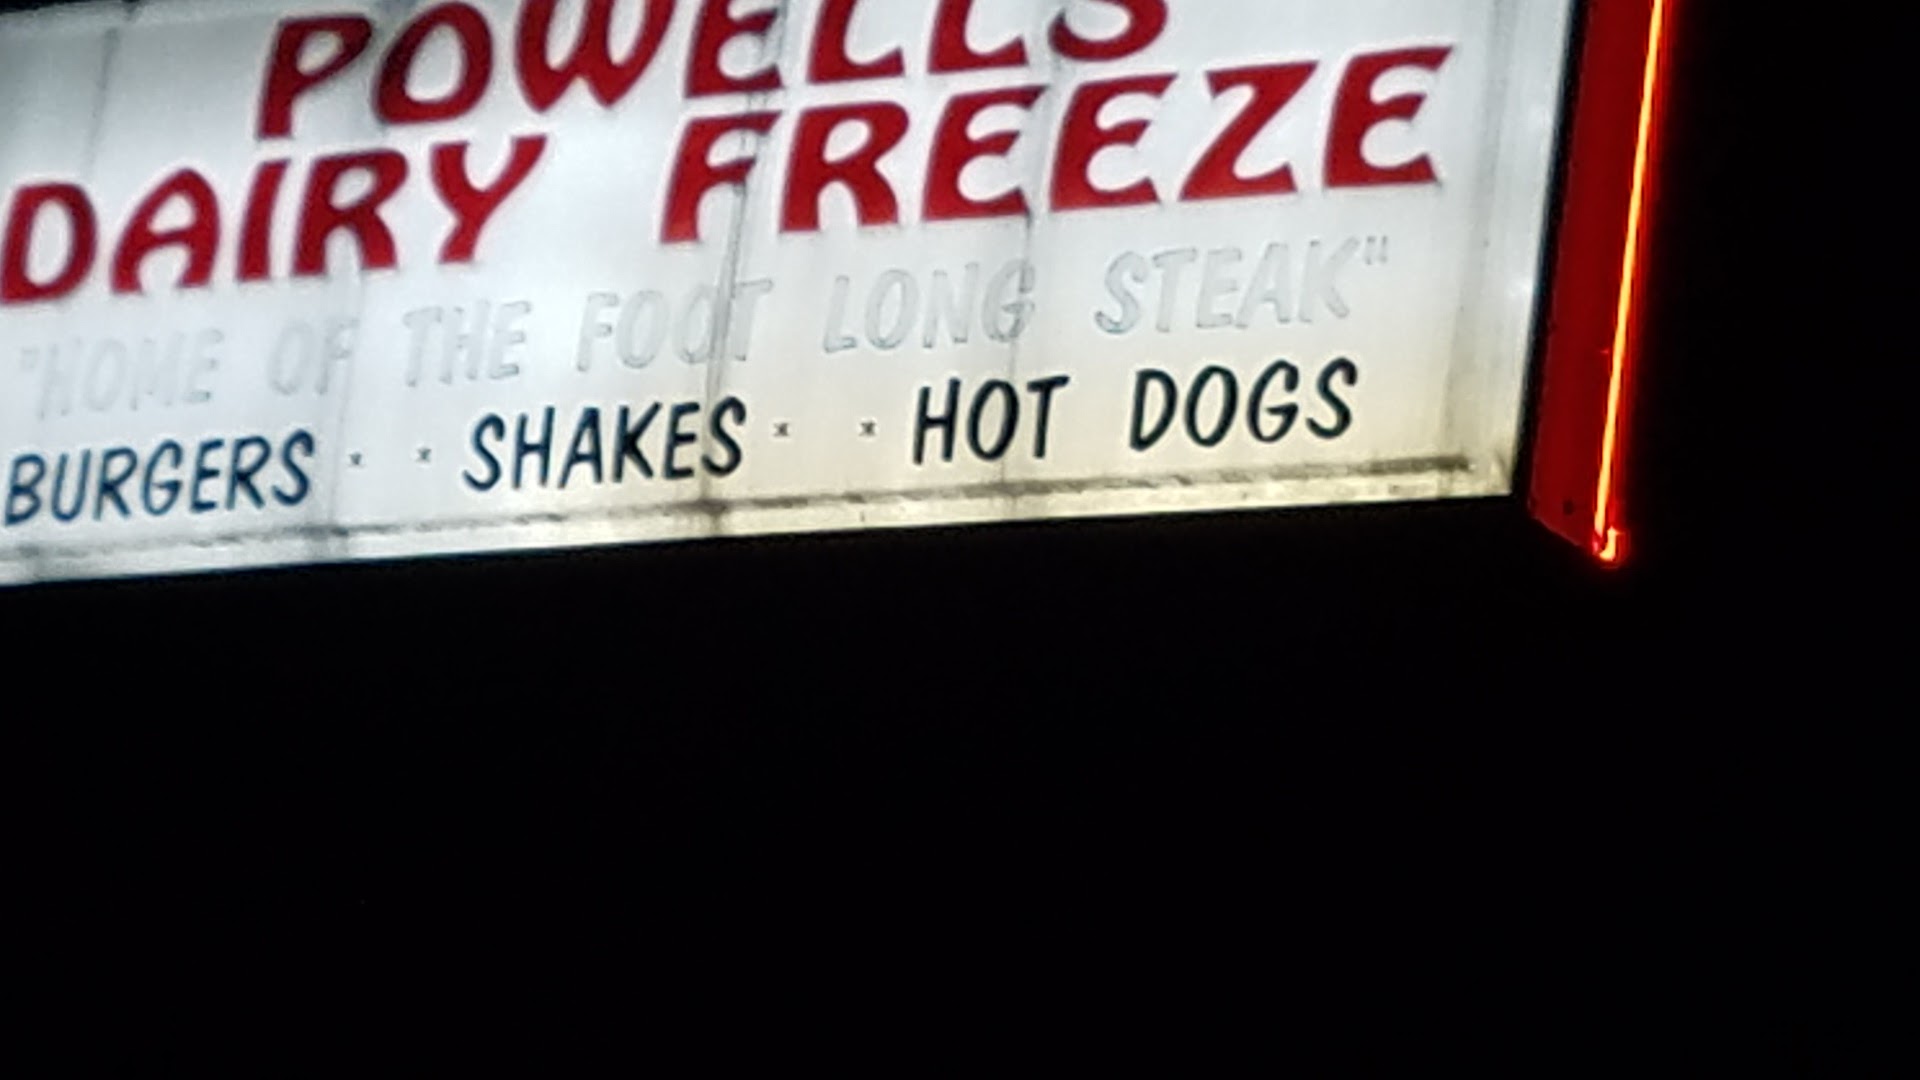 POWELLS
DAIRY FREEZE
"HOME OF THE FOOT LONG STEAK"
BURGERS * * SHAKES * * HOT DOGS